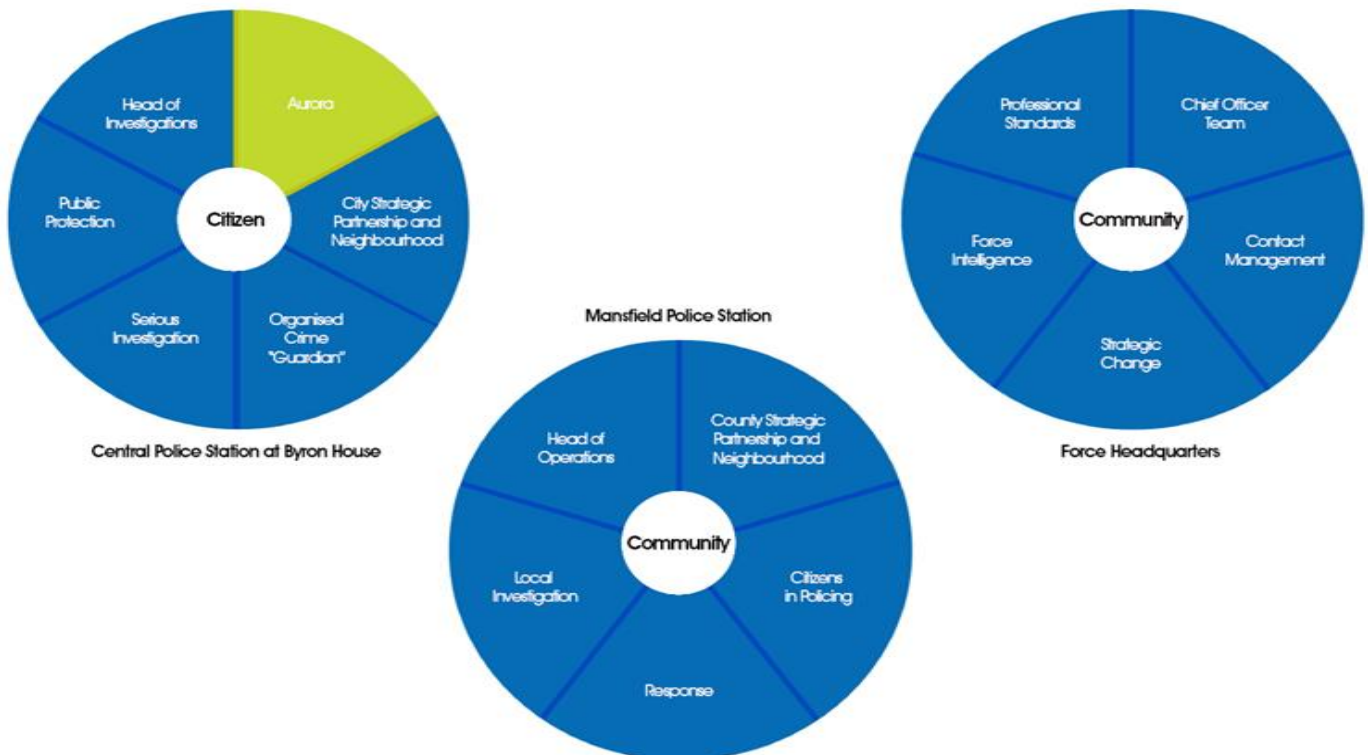 Head of
Investigations
Aurora
Public
Protection
Citizen
City Strategic
Partnership and
Neighbourhood
Serious
Investigation
Organised
Crime
"Guardian"
Central Police Station at Byron House
Mansfield Police Station
Head of
Operations
County Strategic
Partnership and
Neighbourhood
Community
Local
Investigation
Citizens
in Policing
Response
Professional
Standards
Chief Officer
Team
Community
Force
Intelligence
Contact
Management
Strategic
Change
Force Headquarters